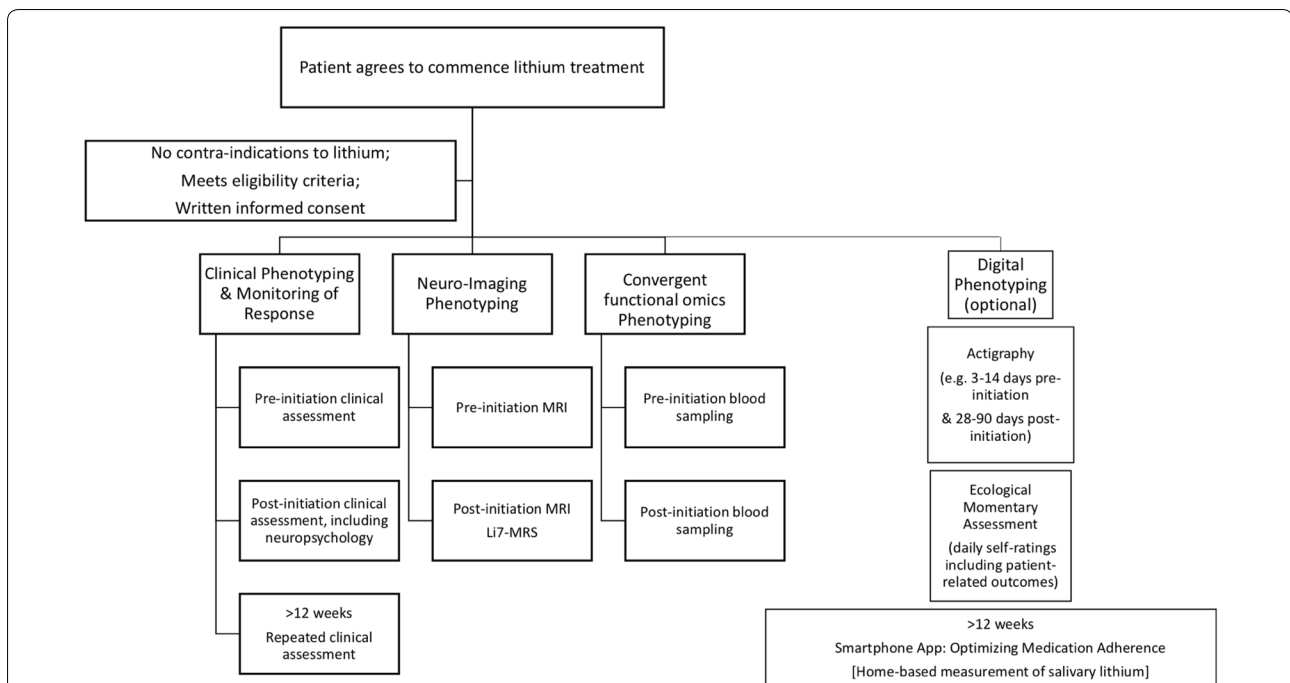 Patient agrees to commence lithium treatment
No contra-indications to lithium;
Meets eligibility criteria;
Written informed consent
Clinical Phenotyping
& Monitoring of
Response
Neuro-Imaging
Phenotyping
Convergent
functional omics
Phenotyping
Digital
Phenotyping
(optional)
Pre-initiation clinical
assessment
Pre-initiation MRI
Pre-initiation blood
sampling
Actigraphy
(e.g. 3-14 days pre-
initiation
& 28-90 days post-
initiation)
Post-initiation clinical
assessment, including
neuropsychology
Post-initiation MRI
Li7-MRS
Post-initiation blood
sampling
Ecological
Momentary
Assessment
(daily self-ratings
including patient-
related outcomes)
>12 weeks
Repeated clinical
assessment
>12 weeks
Smartphone App: Optimizing Medication Adherence
[Home-based measurement of salivary lithium]